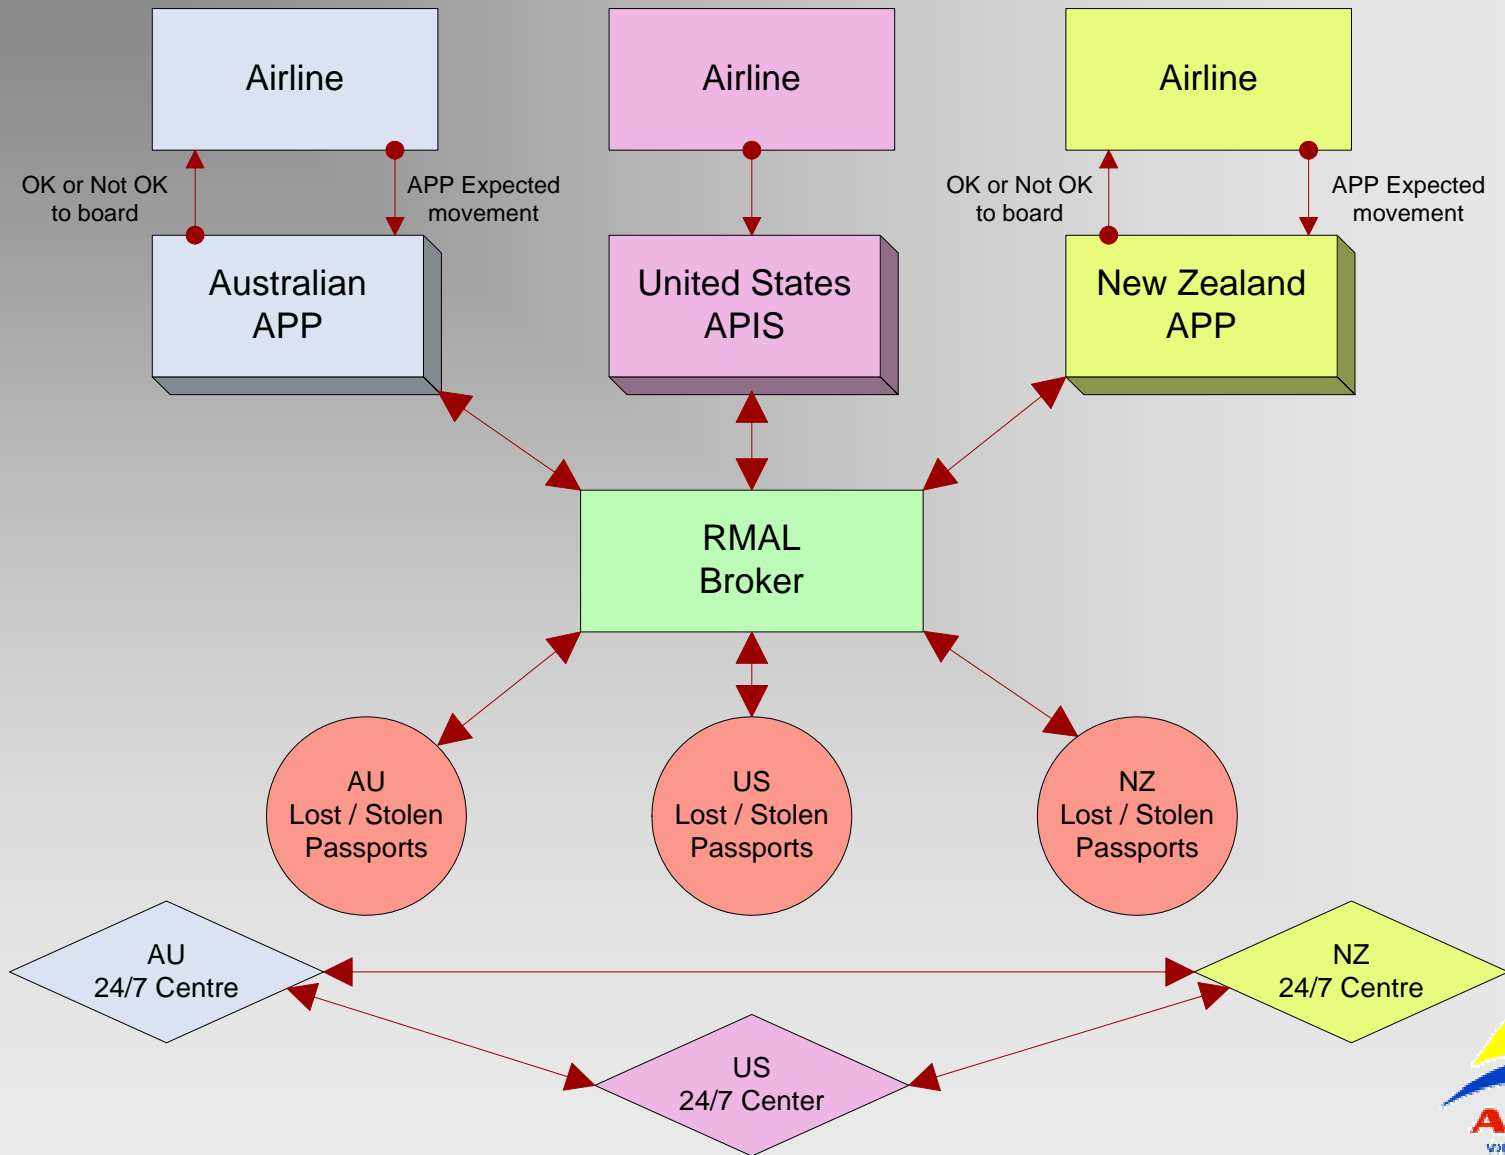 Airline
Airline
Airline
OK or Not OK
to board
APP Expected
movement
OK or Not OK
to board
APP Expected
movement
Australian
APP
United States
APIS
New Zealand
APP
RMAL
Broker
AU
Lost / Stolen
Passports
US
Lost / Stolen
Passports
NZ
Lost / Stolen
Passports
AU
24/7 Centre
NZ
24/7 Centre
US
24/7 Center